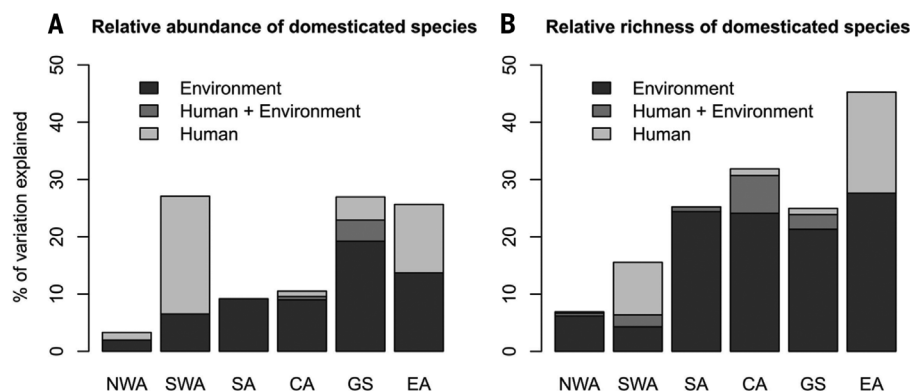 A Relative abundance of domesticated species
B Relative richness of domesticated species
% of variation explained
50
40
30
20
10
0
Environment
Human + Environment
Human
NWA SWA SA CA GS EA
50
40
30
20
10
0
Environment
Human + Environment
Human
NWA SWA SA CA GS EA